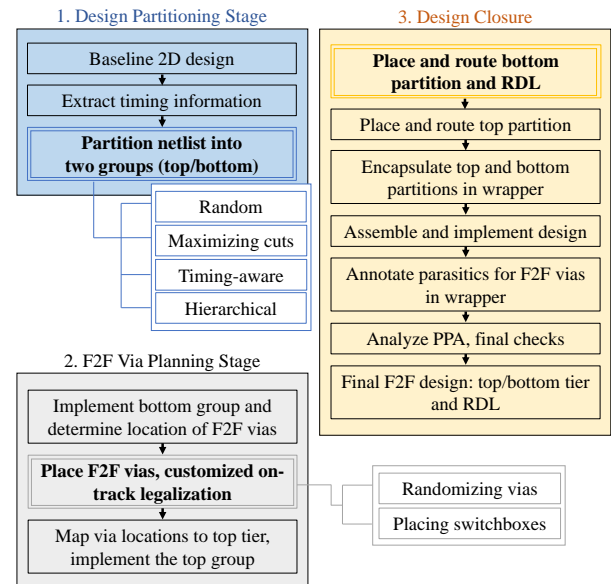 1. Design Partitioning Stage
Baseline 2D design
Extract timing information
Partition netlist into
two groups (top/bottom)
Random
Maximizing cuts
Timing-aware
Hierarchical
2. F2F Via Planning Stage
Implement bottom group and
determine location of F2F vias
Place F2F vias, customized on-
track legalization
Map via locations to top tier,
implement the top group
Randomizing vias
Placing switchboxes
3. Design Closure
Place and route bottom
partition and RDL
Place and route top partition
Encapsulate top and bottom
partitions in wrapper
Assemble and implement design
Annotate parasitics for F2F vias
in wrapper
Analyze PPA, final checks
Final F2F design: top/bottom tier
and RDL